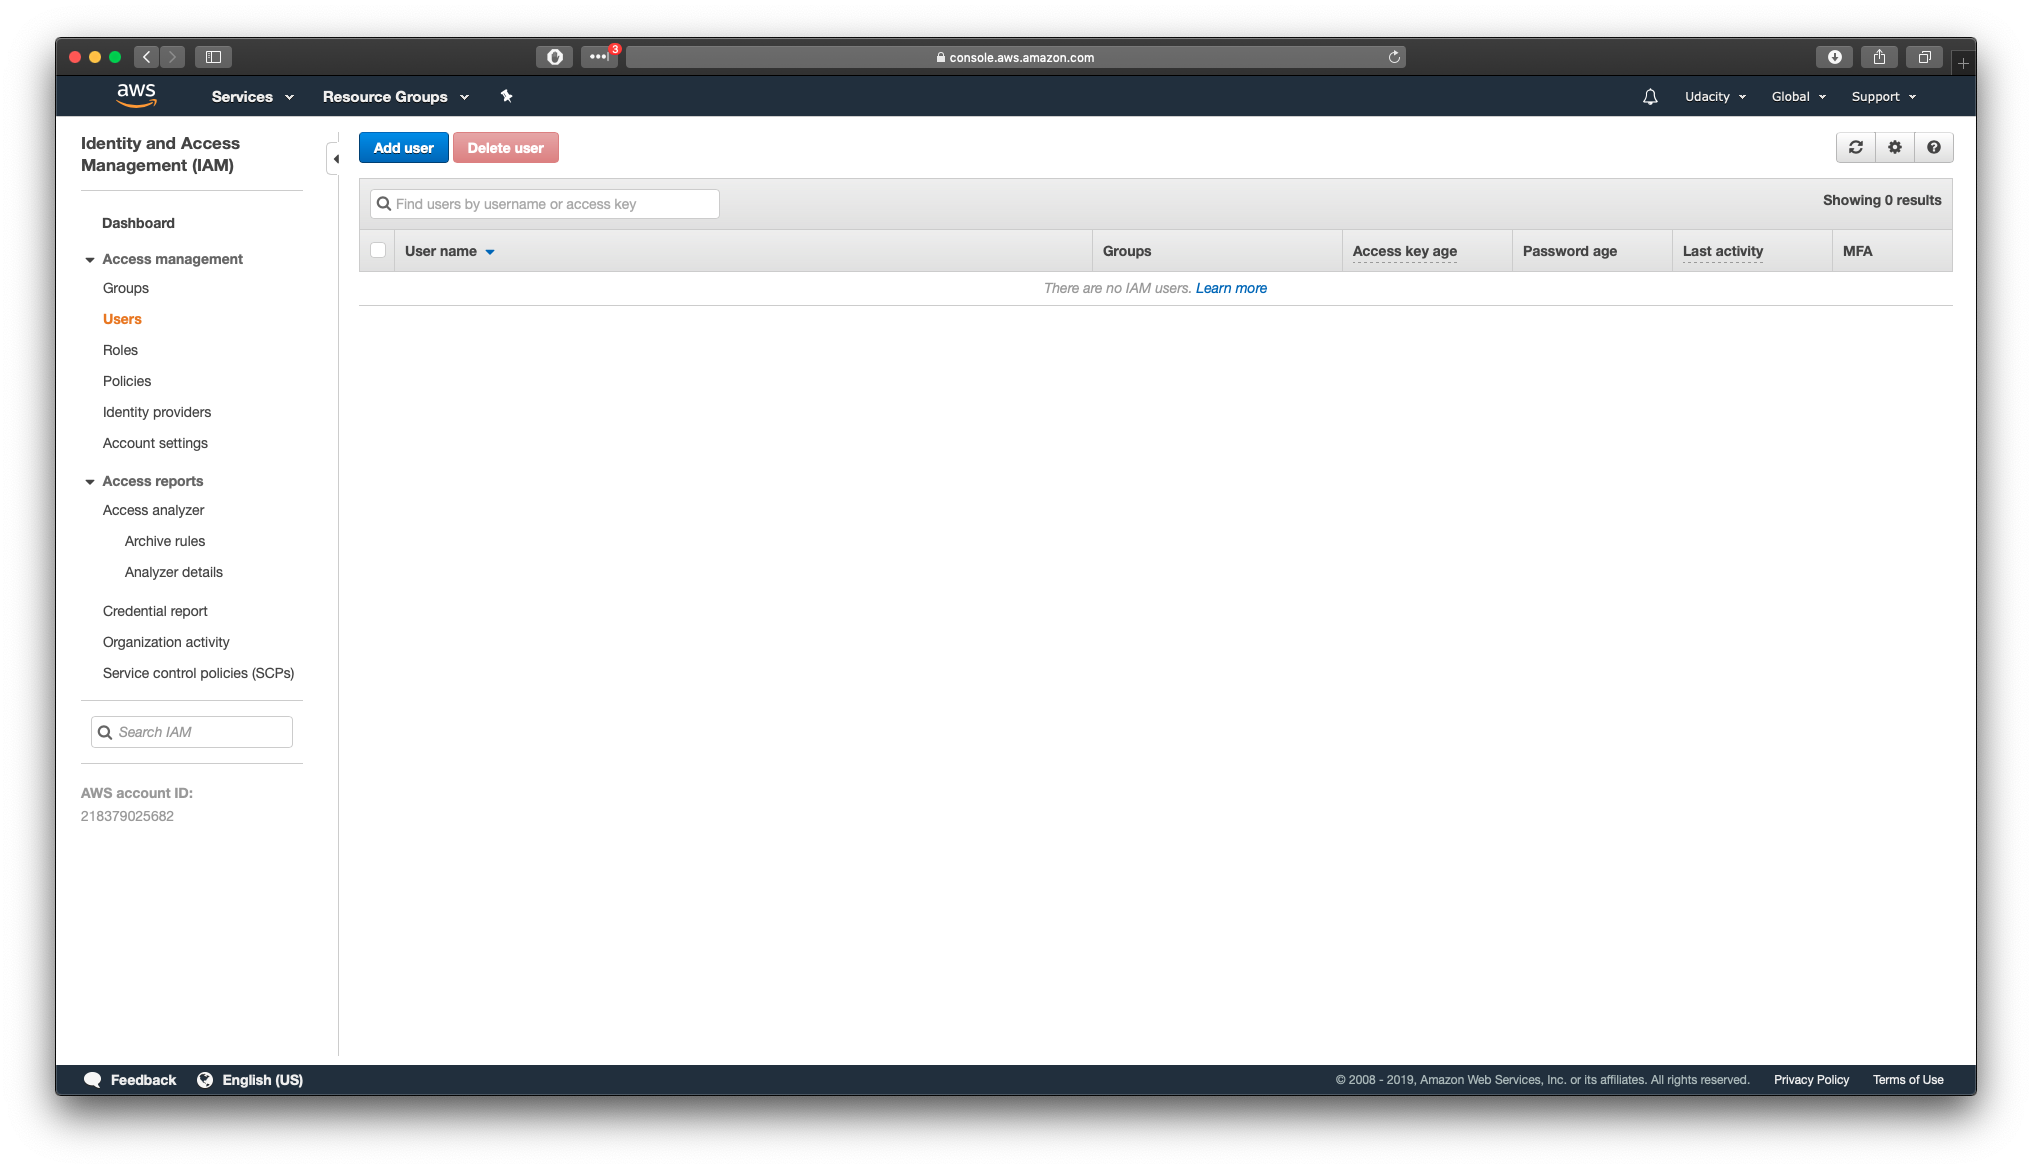 3
console.aws.amazon.com
aws
Services
Resource Groups
Udacity
Global
Support
Identity and Access
Management (IAM)
Dashboard
Access management
Groups
Users
Roles
Policies
Identity providers
Account settings
Access reports
Access analyzer
Archive rules
Analyzer details
Credential report
Organization activity
Service control policies (SCPs)
Search IAM
AWS account ID:
218379025682
Add user
Delete user
Find users by username or access key
Showing 0 results
User name
Groups
Access key age
Password age
Last activity
MFA
There are no IAM users. Learn more
Feedback
English (US)
© 2008 - 2019, Amazon Web Services, Inc. or its affiliates. All rights reserved.
Privacy Policy
Terms of Use